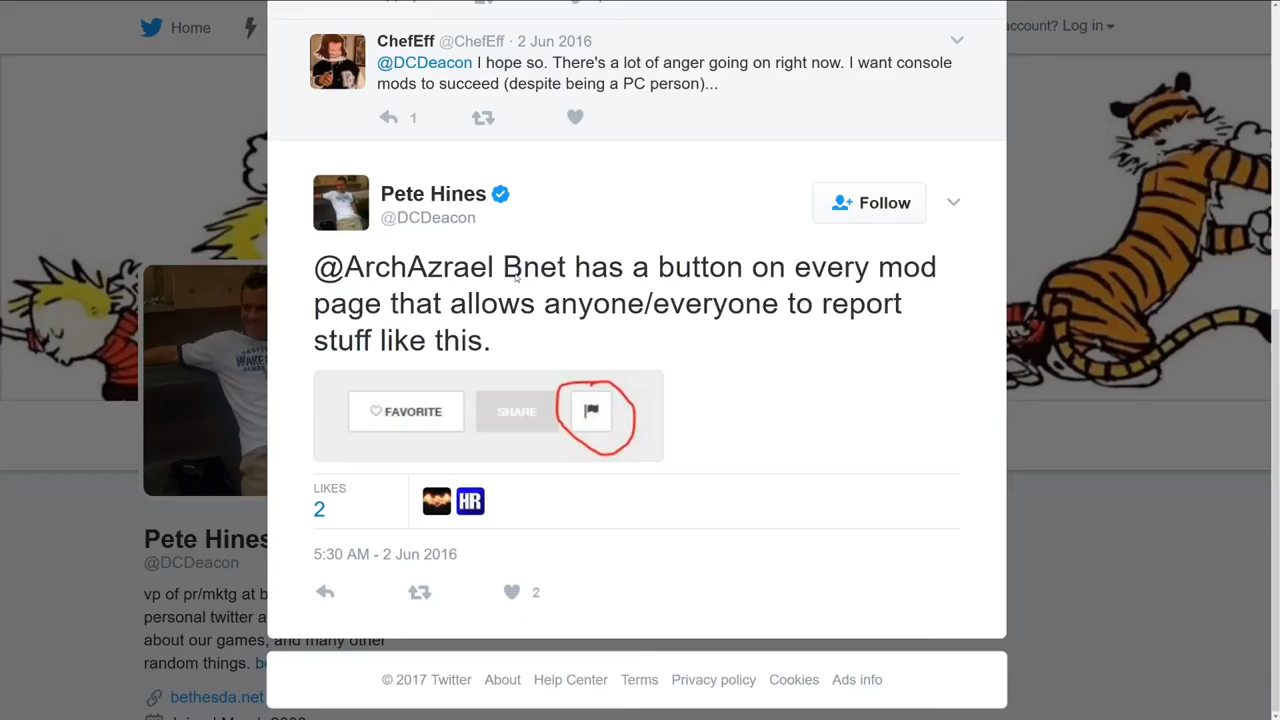 Home
account? Log in
ChefEff @ChefEff · 2 Jun 2016
@DCDeacon I hope so. There's a lot of anger going on right now. I want console
mods to succeed (despite being a PC person)...
1
Pete Hines
@DCDeacon
Follow
@ArchAzrael Bnet has a button on every mod
page that allows anyone/everyone to report
stuff like this.
FAVORITE
SHARE
LIKES
2
HR
5:30 AM - 2 Jun 2016
2
Pete Hines
@DCDeacon
vp of pr/mktg at b
personal twitter a
about our games, and many other
random things. be
bethesda.net
© 2017 Twitter About Help Center Terms Privacy policy Cookies Ads info